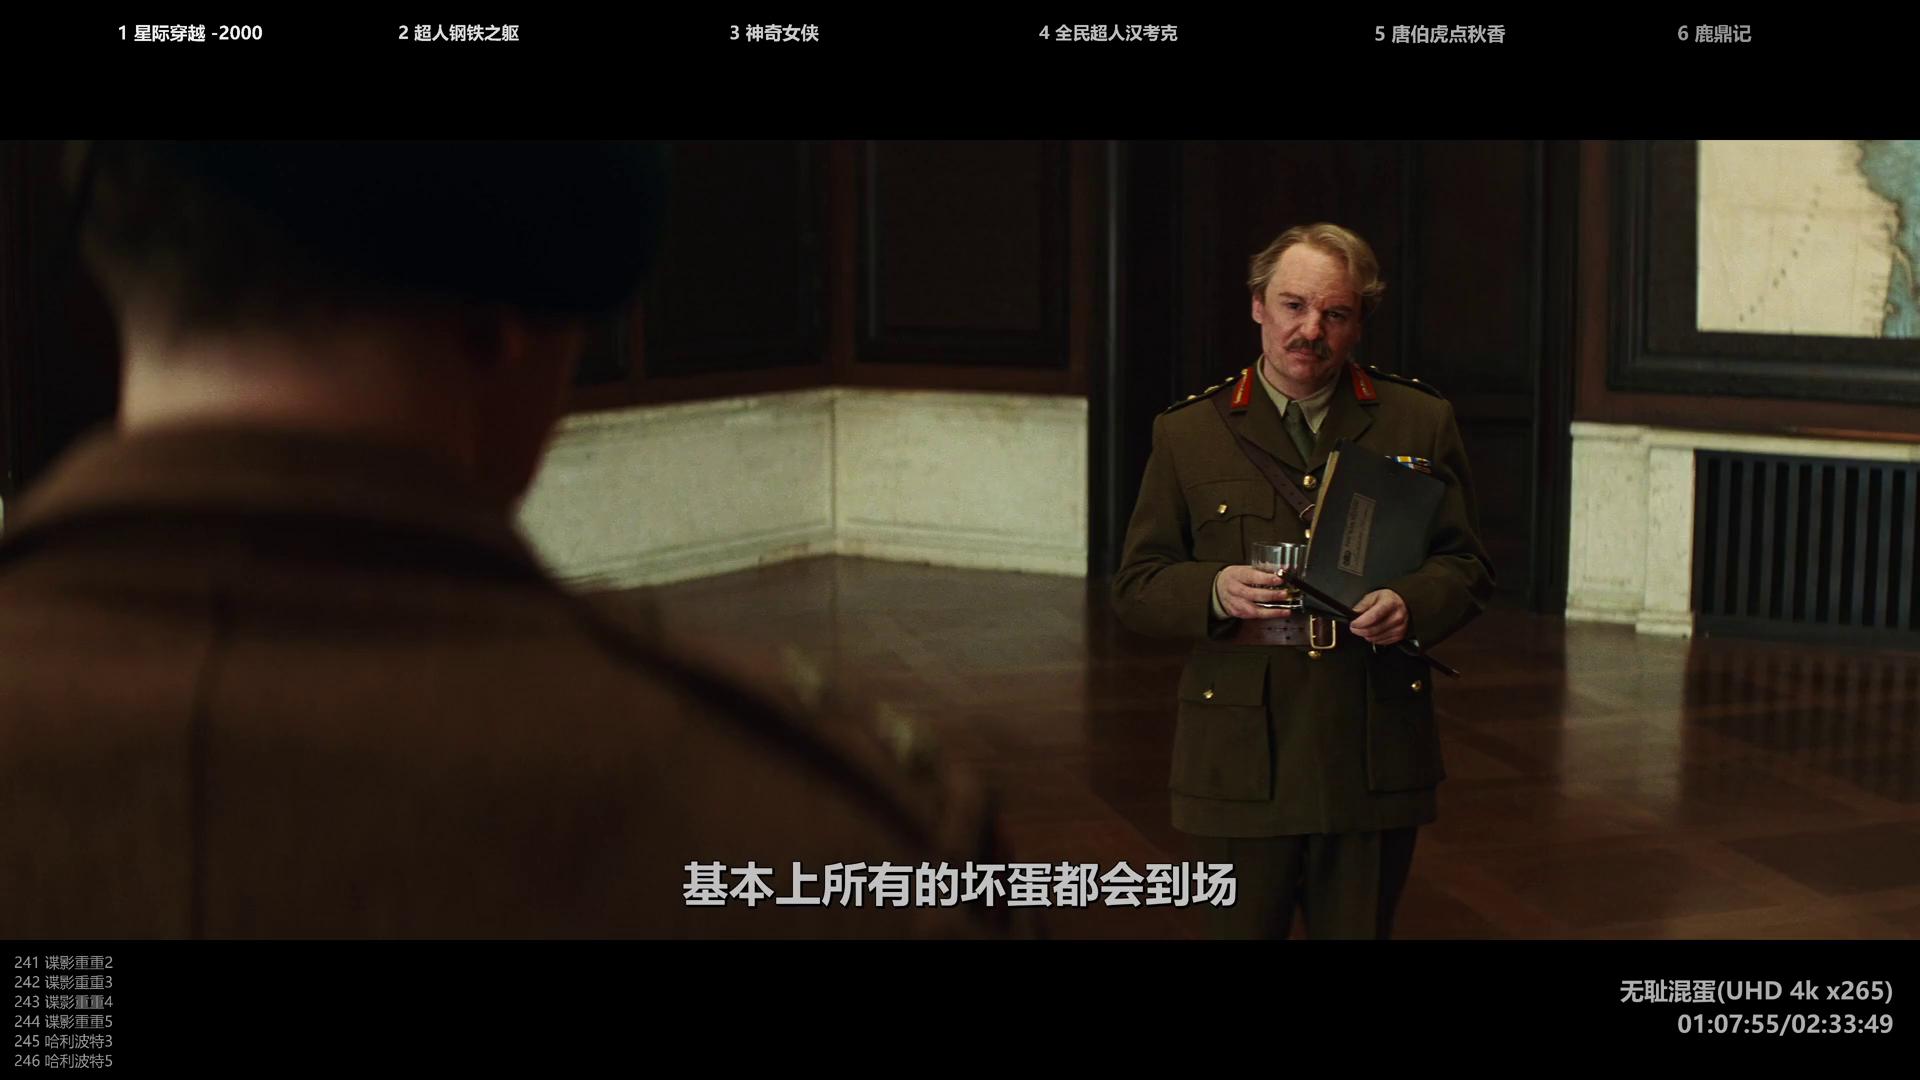 1 星际穿越 -2000
2 超人钢铁之躯
3 神奇女侠
4 全民超人汉考克
5 唐伯虎点秋香
6 鹿鼎记
基本上所有的坏蛋都会到场
241 谍影重重2
242 谍影重重3
243 谍影重重4
244 谍影重重5
245 哈利波特3
246 哈利波特5
无耻混蛋(UHD 4k x265)
01:07:55/02:33:49